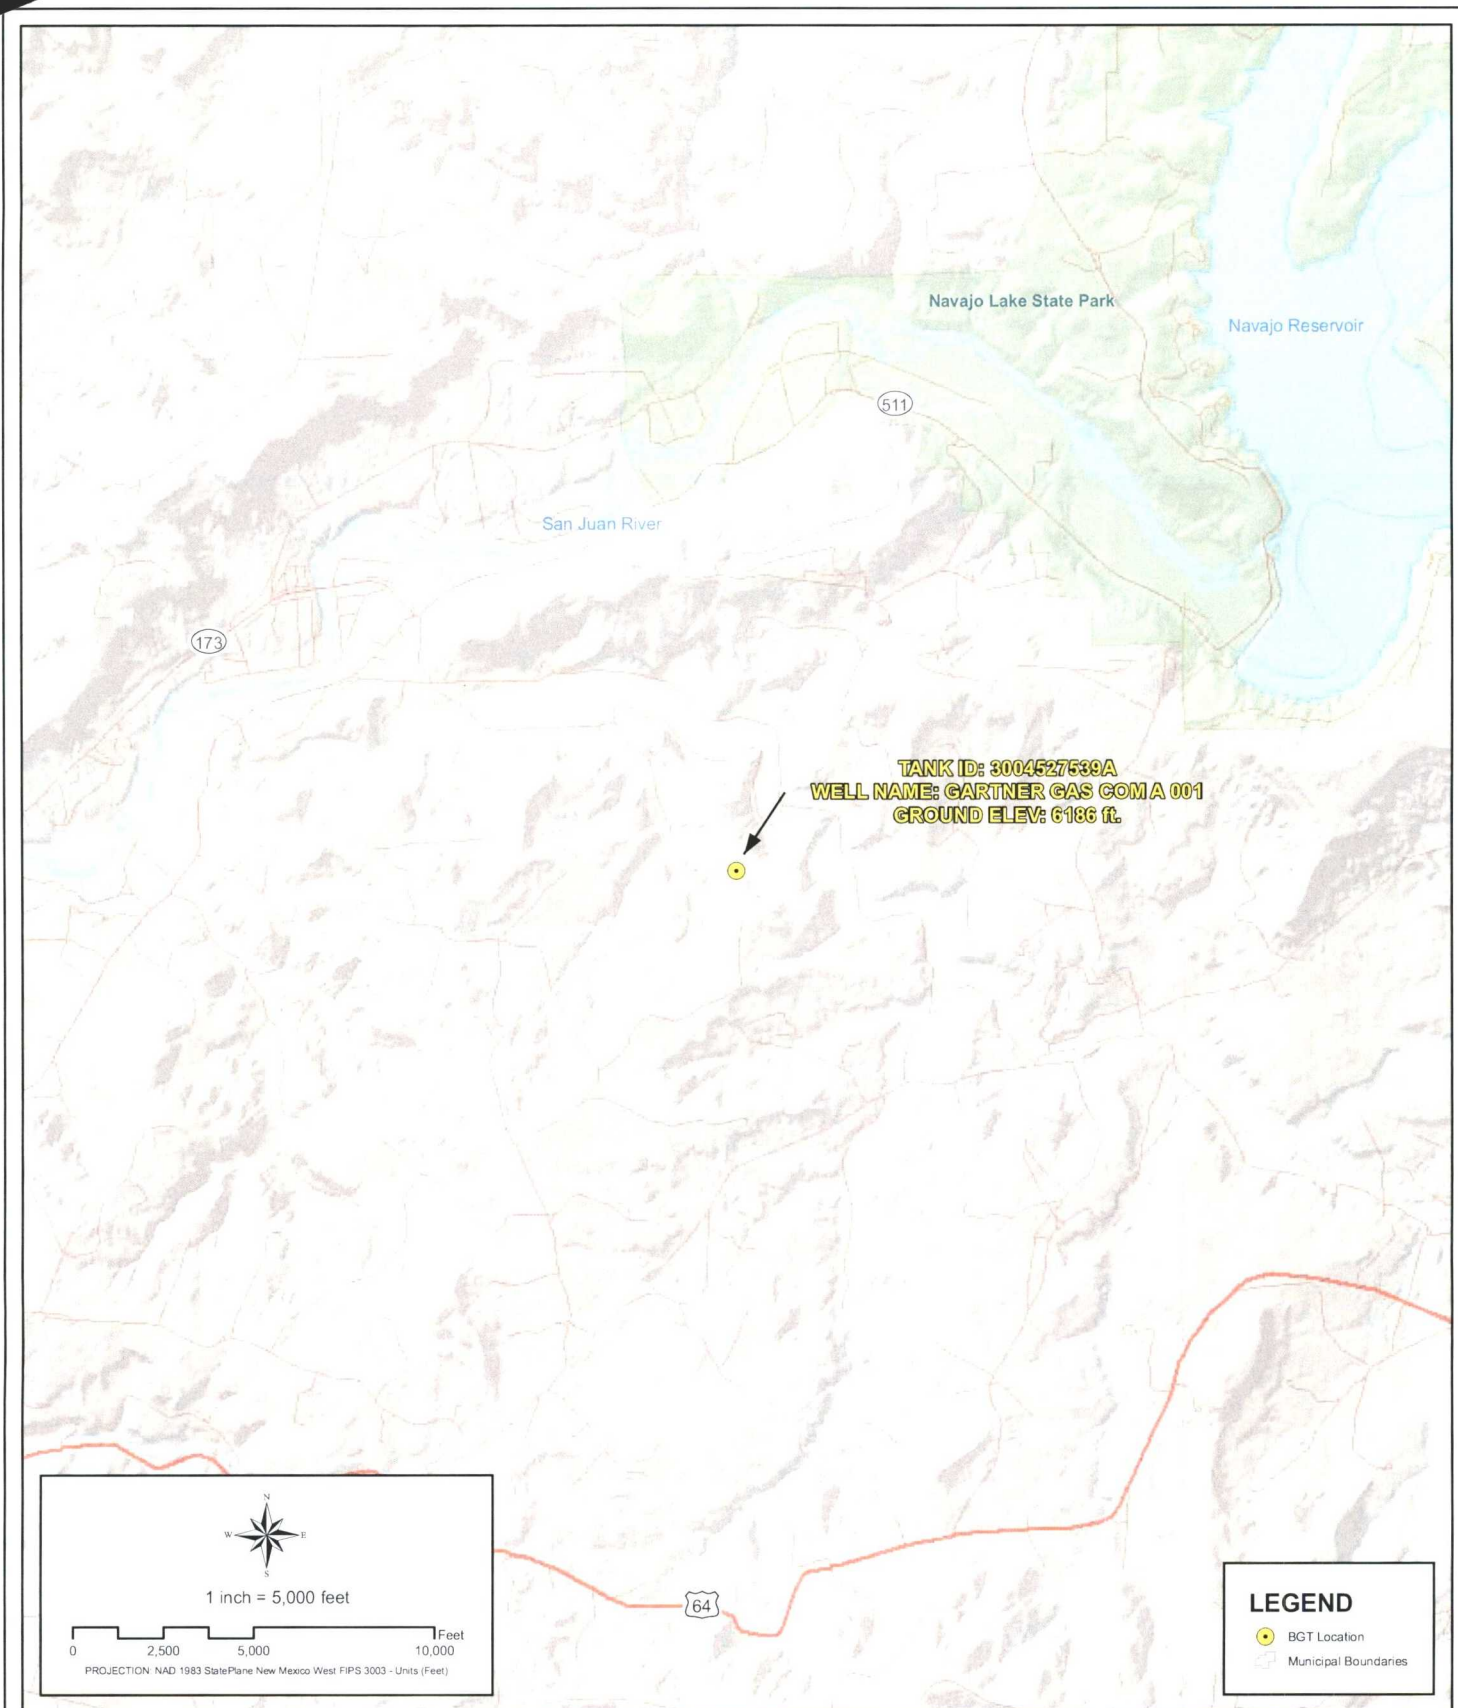 Navajo Lake State Park
Navajo Reservoir
511
San Juan River
173
TANK ID: 3004527539A
WELL NAME: GARTNER GAS COM A 001
GROUND ELEV: 6186 ft.
N
W E
S
1 inch = 5,000 feet
Feet
0 2,500 5,000 10,000
PROJECTION: NAD 1983 StatePlane New Mexico West FIPS 3003 - Units (Feet)
64
LEGEND
BGT Location
Municipal Boundaries